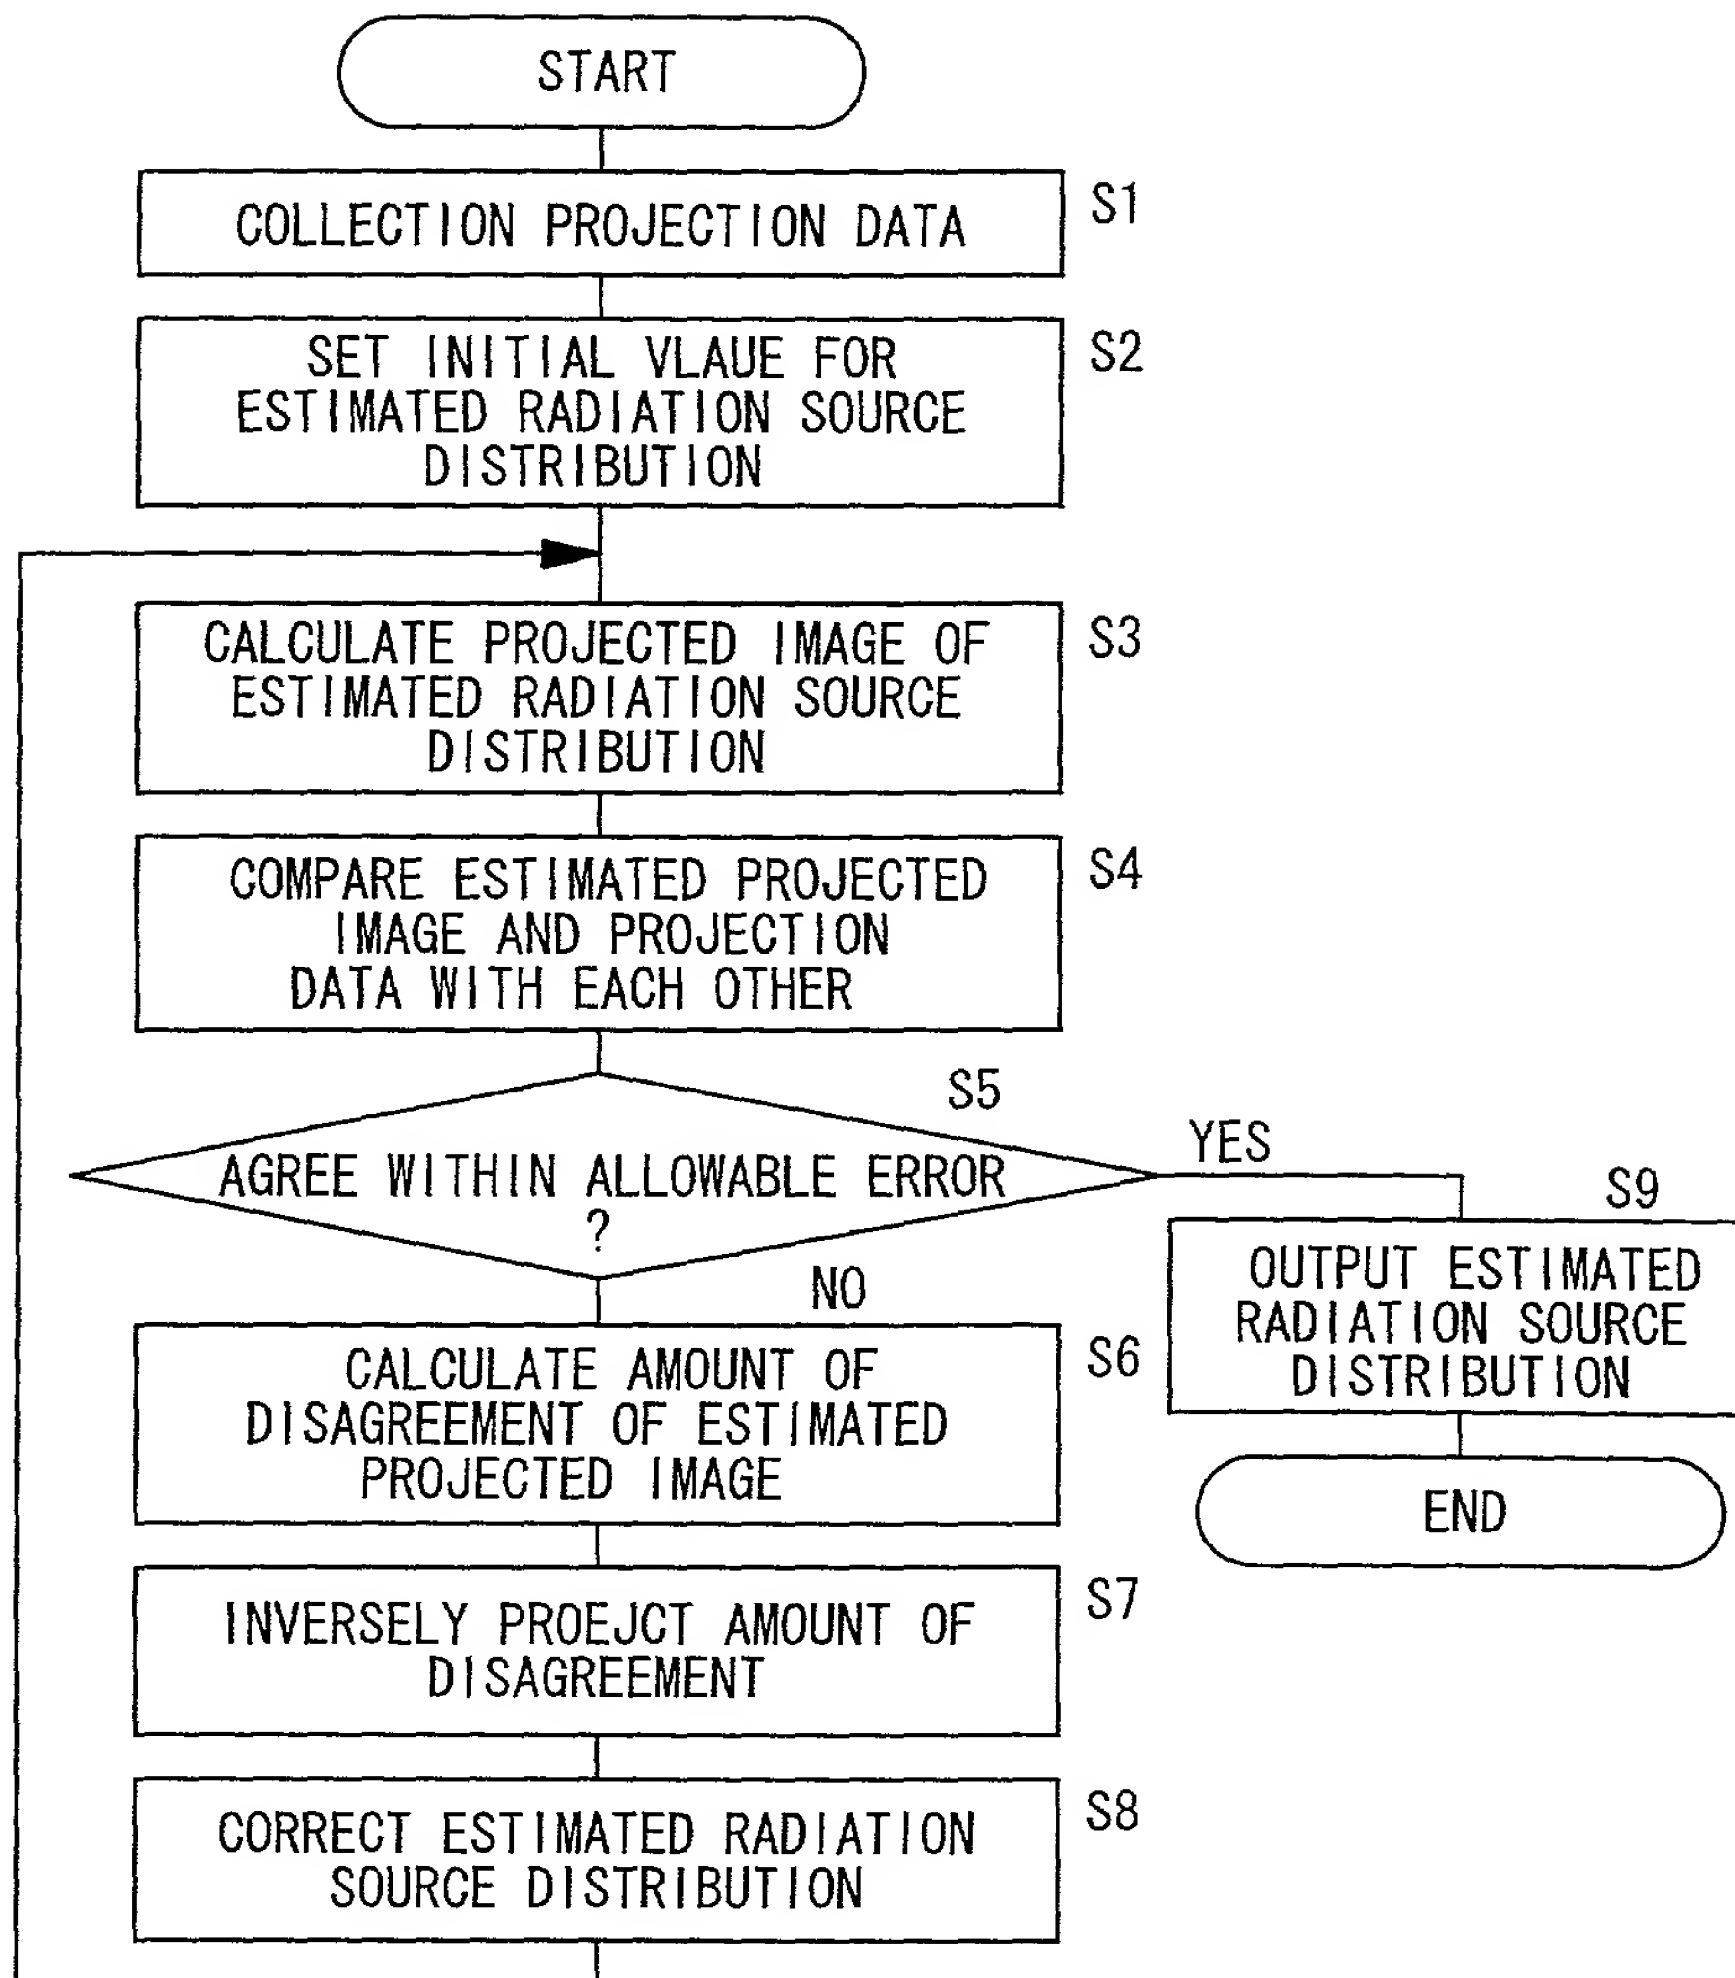 START
COLLECTION PROJECTION DATA
S1
SET INITIAL VLAUE FOR
ESTIMATED RADIATION SOURCE
DISTRIBUTION
S2
CALCULATE PROJECTED IMAGE OF
ESTIMATED RADIATION SOURCE
DISTRIBUTION
S3
COMPARE ESTIMATED PROJECTED
IMAGE AND PROJECTION
DATA WITH EACH OTHER
S4
S5
AGREE WITHIN ALLOWABLE ERROR
?
YES
NO
S9
OUTPUT ESTIMATED
RADIATION SOURCE
DISTRIBUTION
END
CALCULATE AMOUNT OF
DISAGREEMENT OF ESTIMATED
PROJECTED IMAGE
S6
INVERSELY PROEJCT AMOUNT OF
DISAGREEMENT
S7
CORRECT ESTIMATED RADIATION
SOURCE DISTRIBUTION
S8